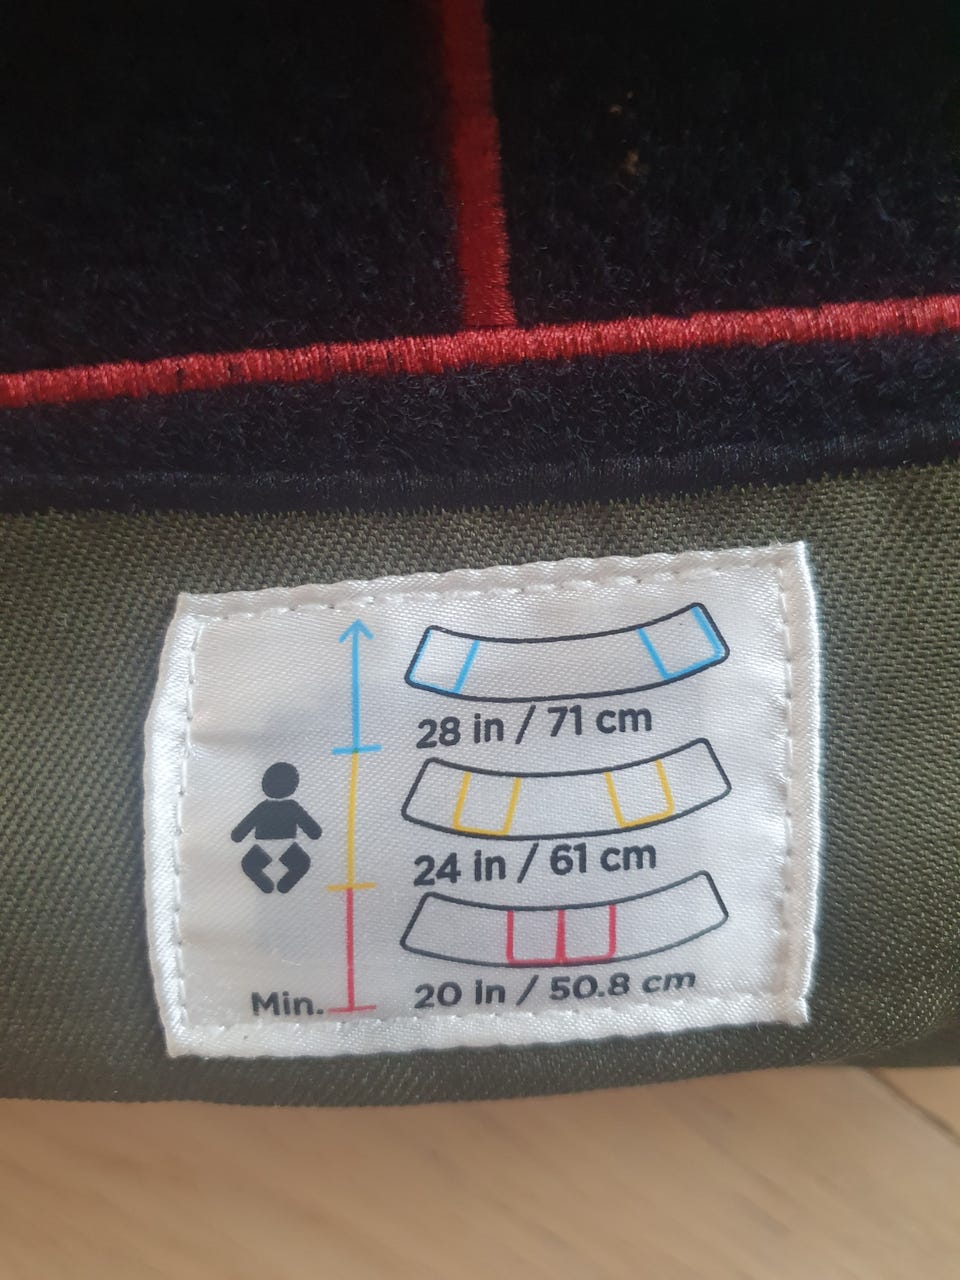 28 in / 71 cm
24 in / 61 cm
20 in / 50.8 cm
Min.